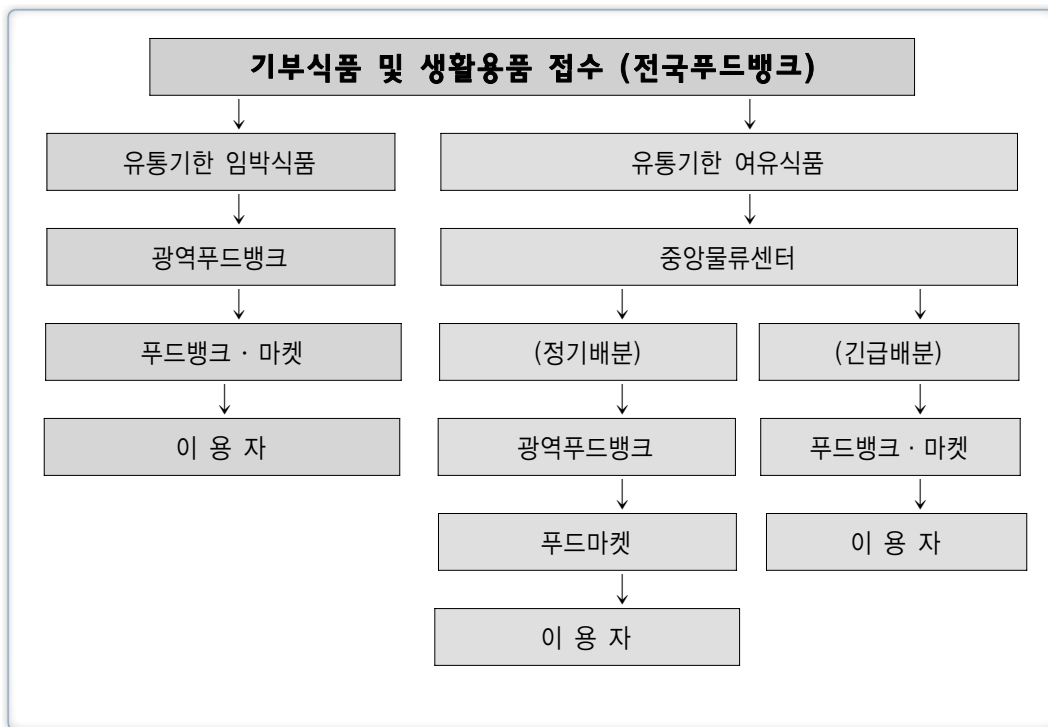 기부식품 및 생활용품 접수 (전국푸드뱅크)
유통기한 임박식품
유통기한 여유식품
광역푸드뱅크
중앙물류센터
푸드뱅크 · 마켓
(정기배분)
(긴급배분)
이 용 자
광역푸드뱅크
푸드뱅크 · 마켓
푸드마켓
이 용 자
이 용 자